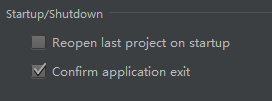 Startup/Shutdown
Reopen last project on startup
Confirm application exit